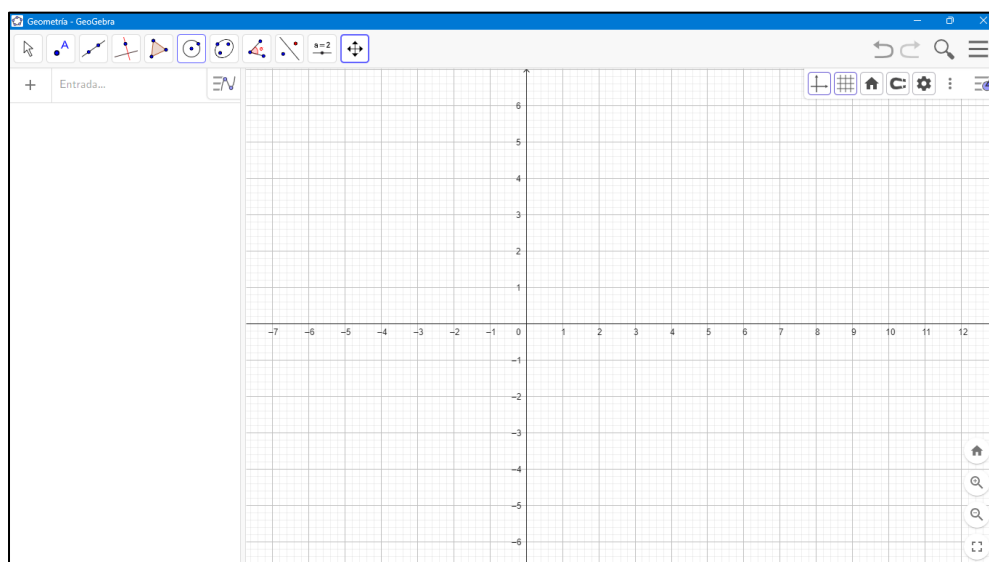 Geometría - GeoGebra
A
a=2
Entrada...
6
5
4
3
2
1
–7 –6 –5 –4 –3 –2 –1 0 1 2 3 4 5 6 7 8 9 10 11 12
–1
–2
–3
–4
–5
–6